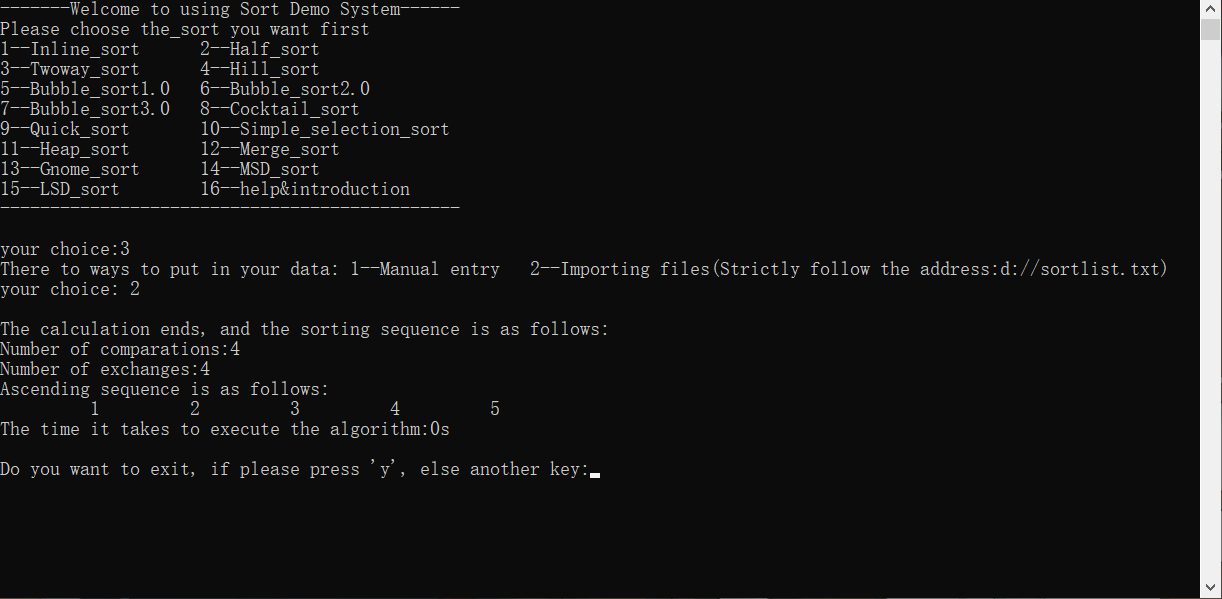 -------Welcome to using Sort Demo System------
Please choose the_sort you want first
1--Inline_sort      2--Half_sort
3--Twoway_sort      4--Hill_sort
5--Bubble_sort1.0   6--Bubble_sort2.0
7--Bubble_sort3.0   8--Cocktail_sort
9--Quick_sort       10--Simple_selection_sort
11--Heap_sort       12--Merge_sort
13--Gnome_sort      14--MSD_sort
15--LSD_sort        16--help&introduction
----------------------------------------------
your choice:3
There to ways to put in your data: 1--Manual entry   2--Importing files(Strictly follow the address:d://sortlist.txt)
your choice: 2
The calculation ends, and the sorting sequence is as follows:
Number of comparations:4
Number of exchanges:4
Ascending sequence is as follows:
         1         2         3         4         5
The time it takes to execute the algorithm:0s
Do you want to exit, if please press 'y', else another key: